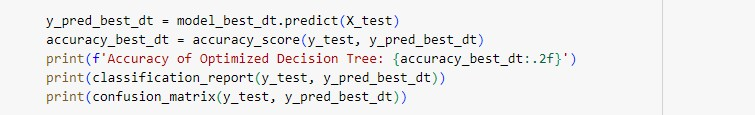 y_pred_best_dt = model_best_dt.predict(X_test)
accuracy_best_dt = accuracy_score(y_test, y_pred_best_dt)
print(f'Accuracy of Optimized Decision Tree: {accuracy_best_dt:.2f}')
print(classification_report(y_test, y_pred_best_dt))
print(confusion_matrix(y_test, y_pred_best_dt))